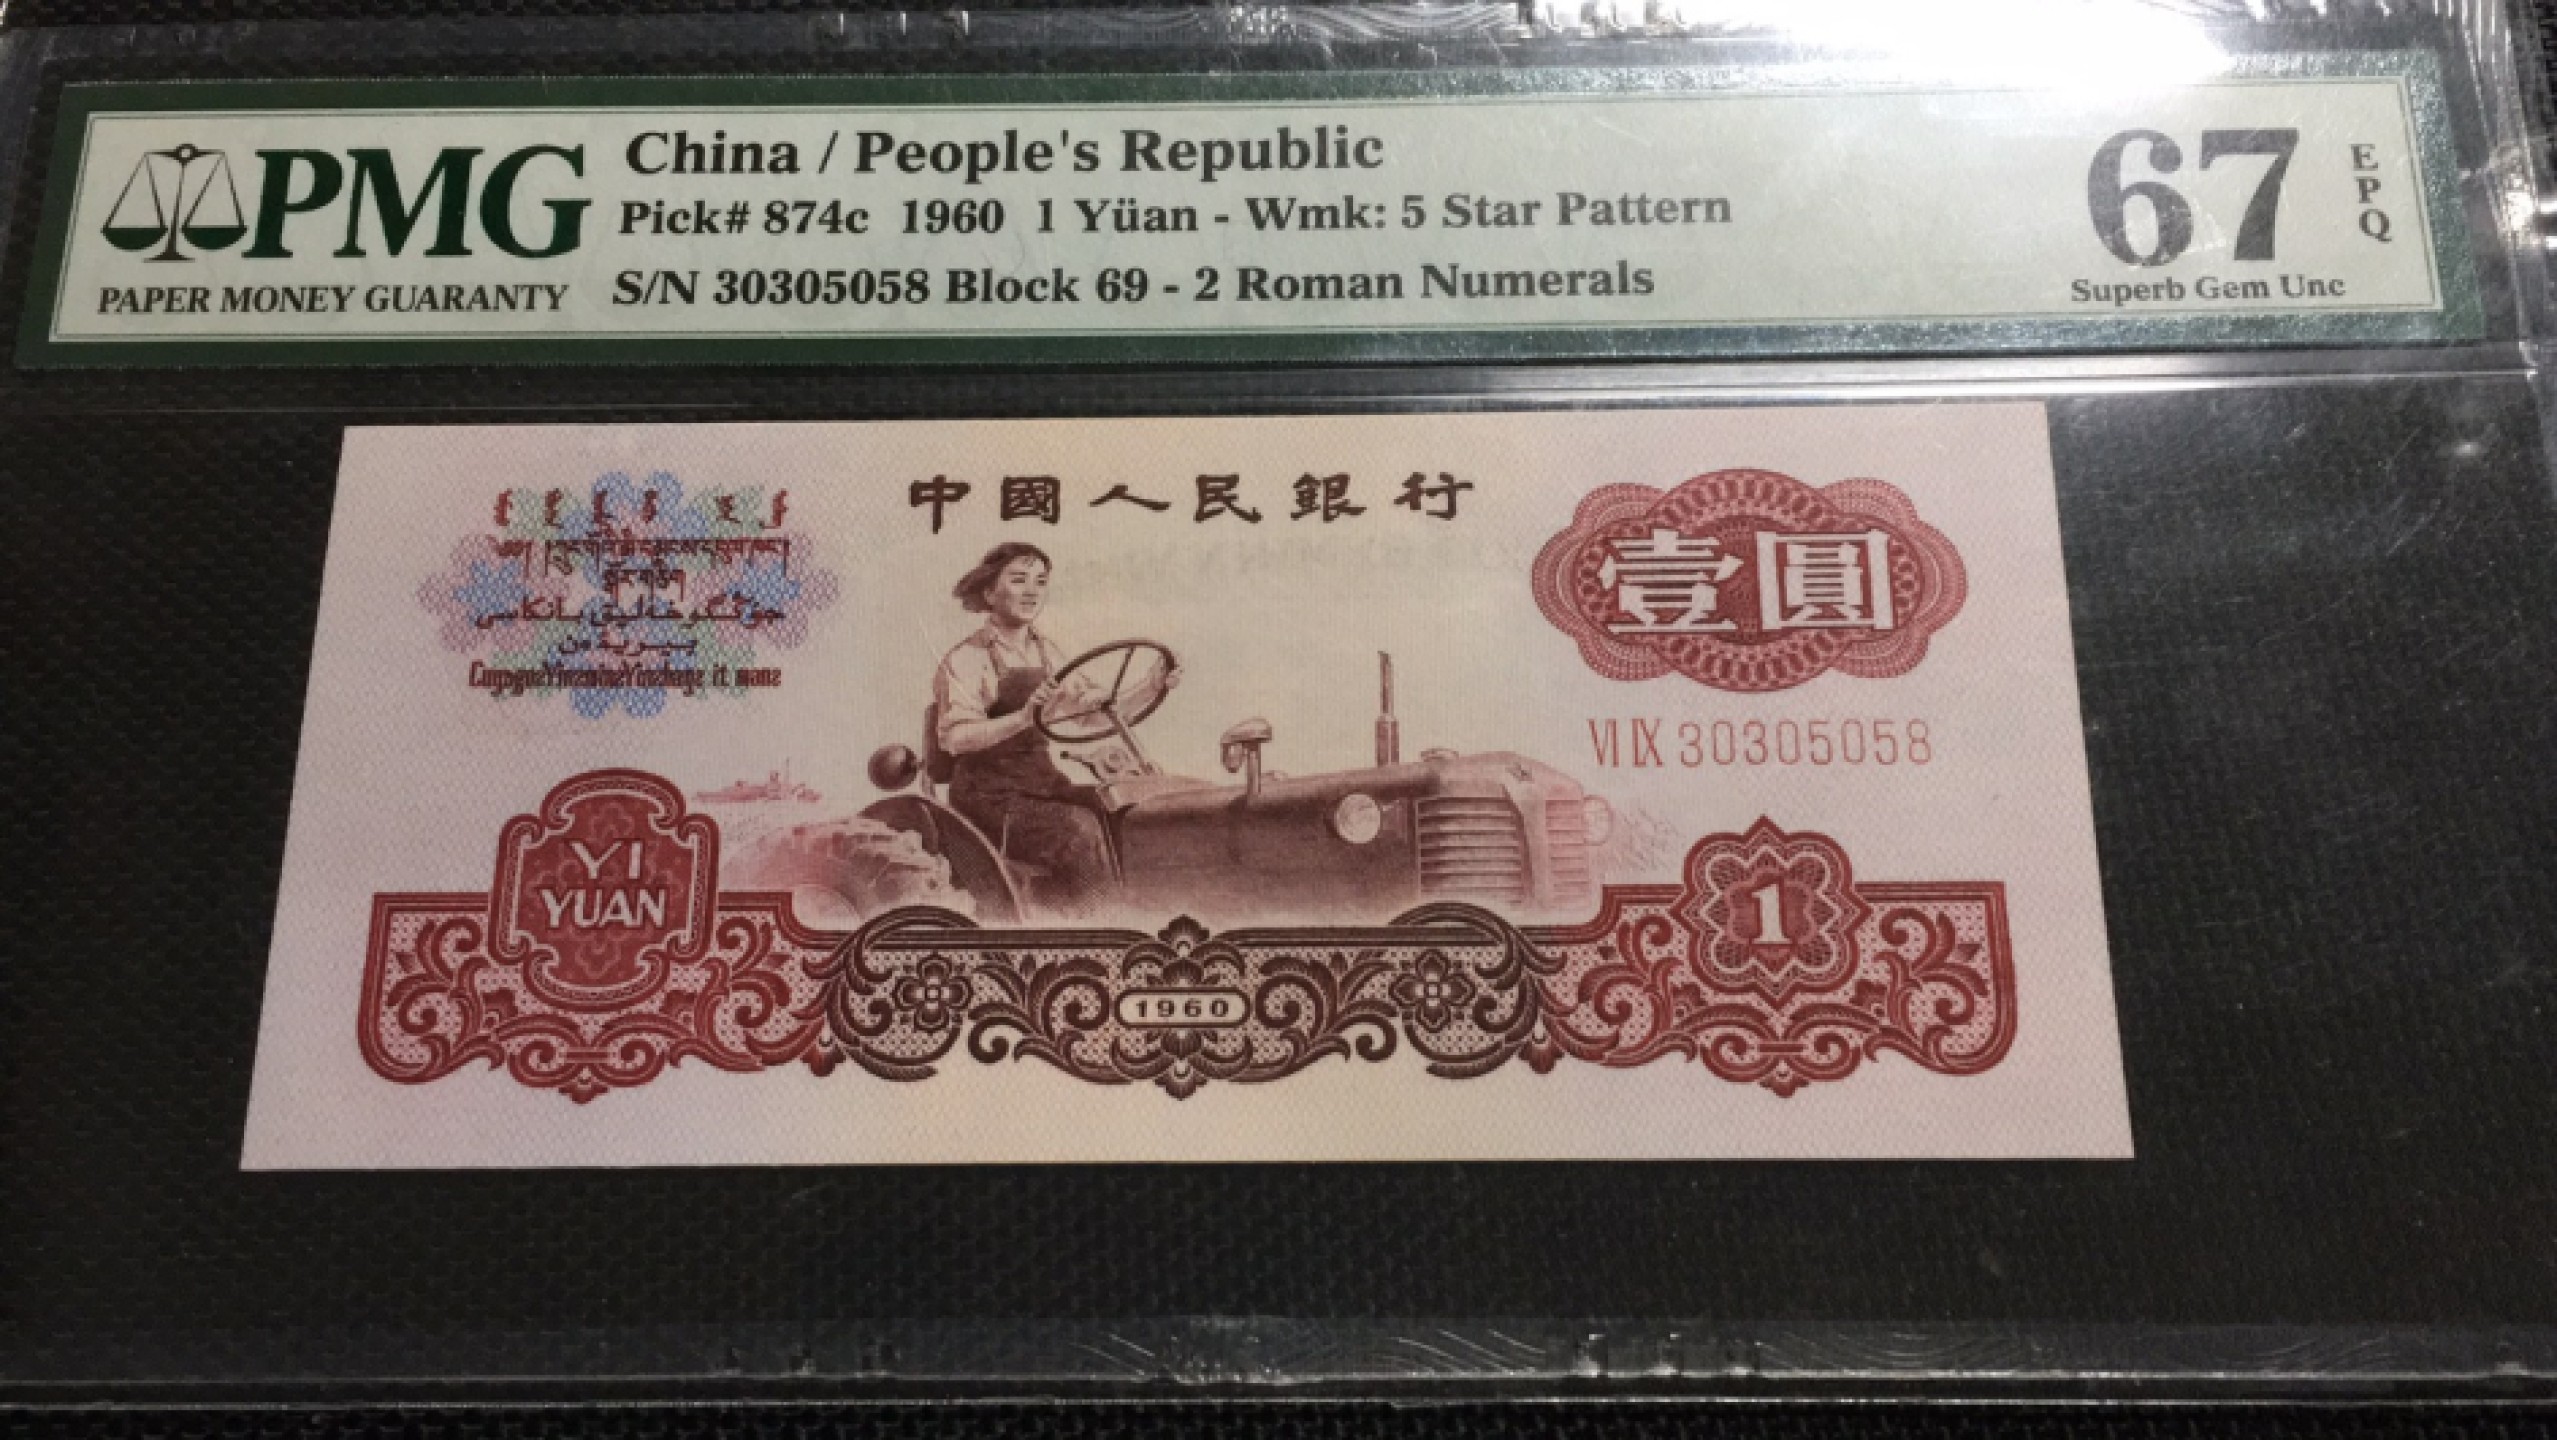 PMG
PAPER MONEY GUARANTY
China / People's Republic
Pick# 874c 1960 1 Yüan - Wmk: 5 Star Pattern
S/N 30305058 Block 69 - 2 Roman Numerals
67
EPQ
Superb Gem Unc
中國人民銀行
壹圓
VI IX 30305058
YI
YUAN
1960
1